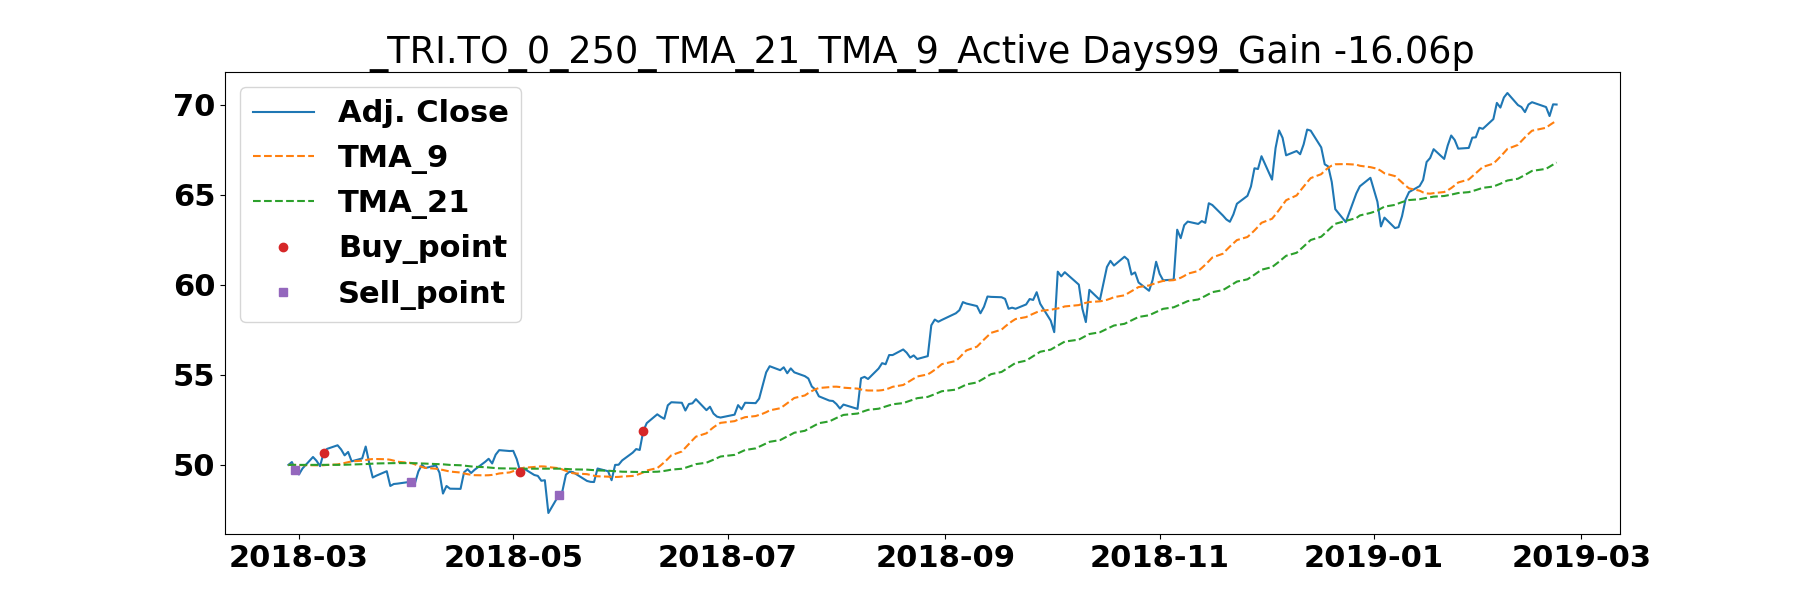 _TRI.TO_0_250_TMA_21_TMA_9_Active Days99_Gain -16.06p
Adj. Close
TMA_9
TMA_21
Buy_point
Sell_point
70
65
60
55
50
2018-03 2018-05 2018-07 2018-09 2018-11 2019-01 2019-03